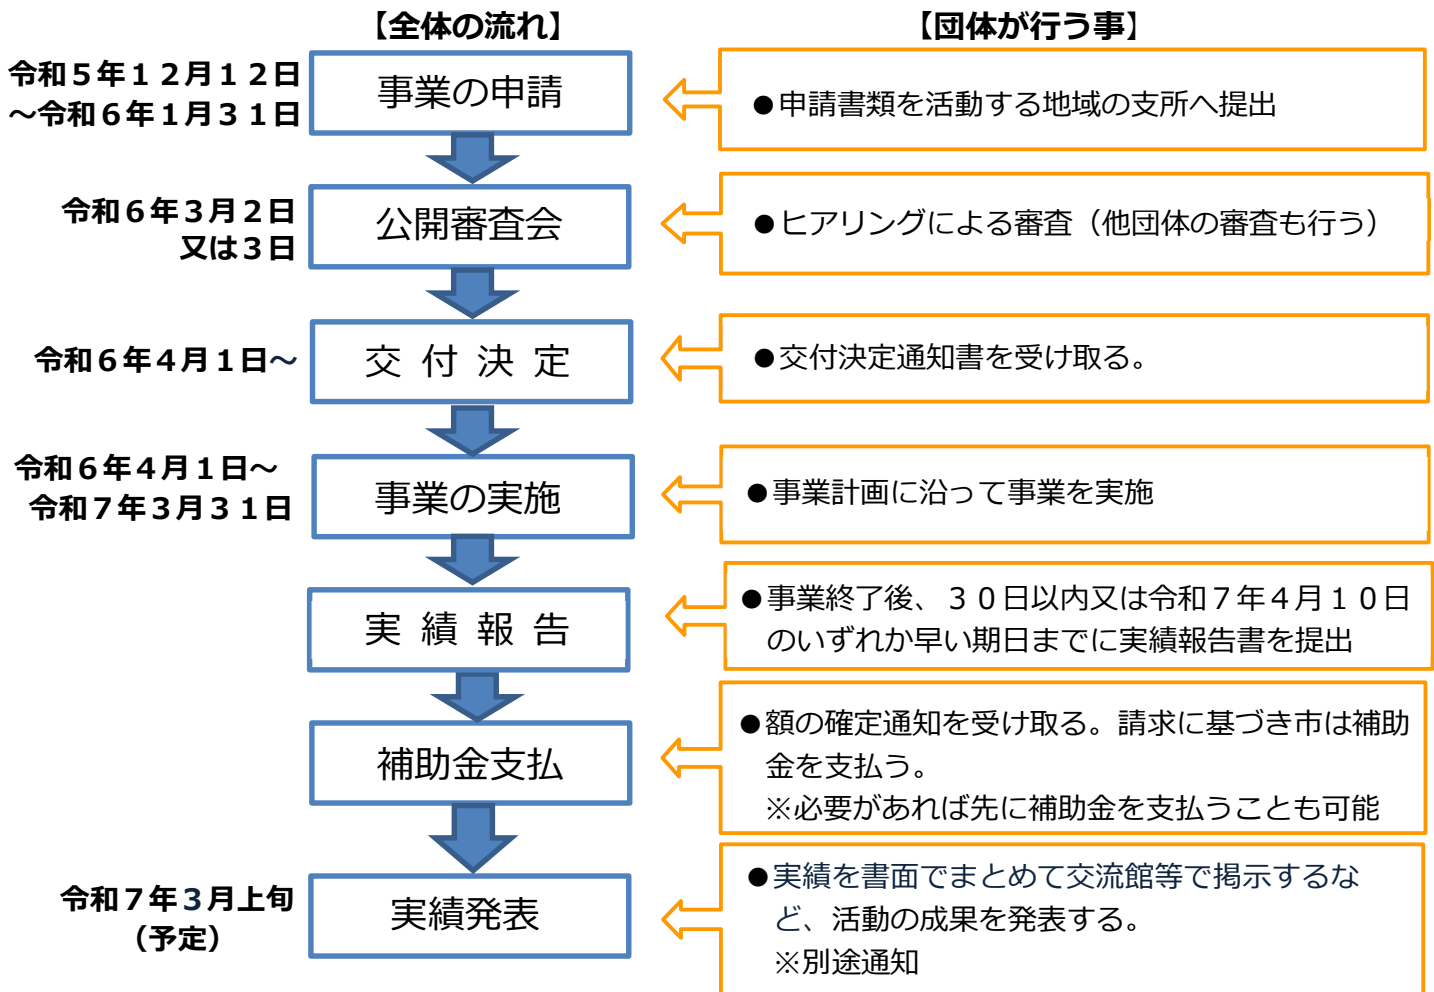 【全体の流れ】
【団体が行う事】
令和５年１２月１２日
～令和６年１月３１日
事業の申請
●申請書類を活動する地域の支所へ提出
令和６年３月２日
又は３日
公開審査会
●ヒアリングによる審査（他団体の審査も行う）
令和６年４月１日～
交 付 決 定
●交付決定通知書を受け取る。
令和６年４月１日～
令和７年３月３１日
事業の実施
●事業計画に沿って事業を実施
実 績 報 告
●事業終了後、３０日以内又は令和７年４月１０日
のいずれか早い期日までに実績報告書を提出
補助金支払
●額の確定通知を受け取る。請求に基づき市は補助
金を支払う。
※必要があれば先に補助金を支払うことも可能
令和７年３月上旬
（予定）
実績発表
●実績を書面でまとめて交流館等で掲示するな
ど、活動の成果を発表する。
※別途通知